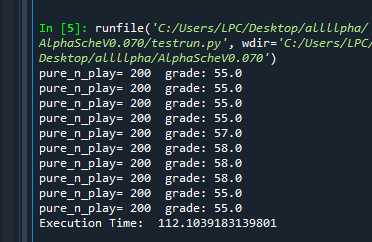 In [5]: runfile('C:/Users/LPC/Desktop/allllpha/
AlphaScheV0.070/testrun.py', wdir='C:/Users/LPC/
Desktop/allllpha/AlphaScheV0.070')
pure_n_play= 200  grade: 55.0
pure_n_play= 200  grade: 55.0
pure_n_play= 200  grade: 55.0
pure_n_play= 200  grade: 55.0
pure_n_play= 200  grade: 57.0
pure_n_play= 200  grade: 58.0
pure_n_play= 200  grade: 58.0
pure_n_play= 200  grade: 58.0
pure_n_play= 200  grade: 55.0
pure_n_play= 200  grade: 55.0
Execution Time:  112.1039183139801